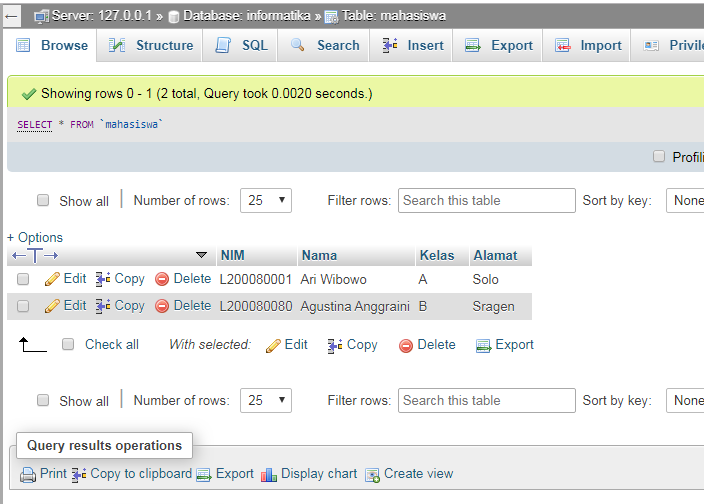 Server: 127.0.0.1 » Database: informatika » Table: mahasiswa
Browse Structure SQL Search Insert Export Import
Showing rows 0 - 1 (2 total, Query took 0.0020 seconds.)
SELECT * FROM `mahasiswa`
Show all Number of rows: 25 Filter rows: Search this table Sort by key: None
+ Options
NIM Nama Kelas Alamat
Edit Copy Delete L200080001 Ari Wibowo A Solo
Edit Copy Delete L200080080 Agustina Anggraini B Sragen
Check all With selected: Edit Copy Delete Export
Show all Number of rows: 25 Filter rows: Search this table Sort by key: None
Query results operations
Print Copy to clipboard Export Display chart Create view